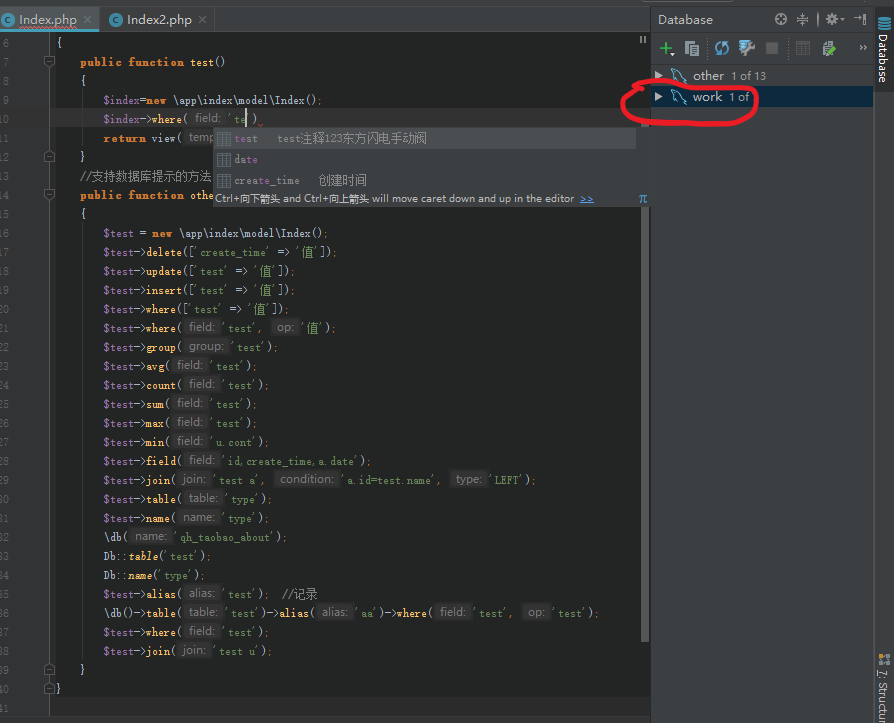 Index.php
Index2.php
Database
6 {
7 public function test()
8 {
9 $index=new \app\index\model\Index();
10 $index->where( field: 'te')
11 return view( temp
test test注释123东方闪电手动阀
date
create_time 创建时间
Ctrl+向下箭头 and Ctrl+向上箭头 will move caret down and up in the editor >>
π
12 }
13 //支持数据库提示的方法
14 public function othe
15 {
16 $test = new \app\index\model\Index();
17 $test->delete(['create_time' => '值']);
18 $test->update(['test' => '值']);
19 $test->insert(['test' => '值']);
20 $test->where(['test' => '值']);
21 $test->where( field: 'test', op: '值');
22 $test->group( group: 'test');
23 $test->avg( field: 'test');
24 $test->count( field: 'test');
25 $test->sum( field: 'test');
26 $test->max( field: 'test');
27 $test->min( field: 'u.cont');
28 $test->field( field: 'id,create_time,a.date');
29 $test->join( join: 'test a', condition: 'a.id=test.name', type: 'LEFT');
30 $test->table( table: 'type');
31 $test->name( name: 'type');
32 \db( name: 'qh_taobao_about');
33 Db::table('test');
34 Db::name('type');
35 $test->alias( alias: 'test'); //记录
36 \db()->table( table: 'test')->alias( alias: 'aa')->where( field: 'test', op: 'test');
37 $test->where( field: 'test');
38 $test->join( join: 'test u');
39 }
40 }
41
other 1 of 13
work 1 of
Database
7: Structu